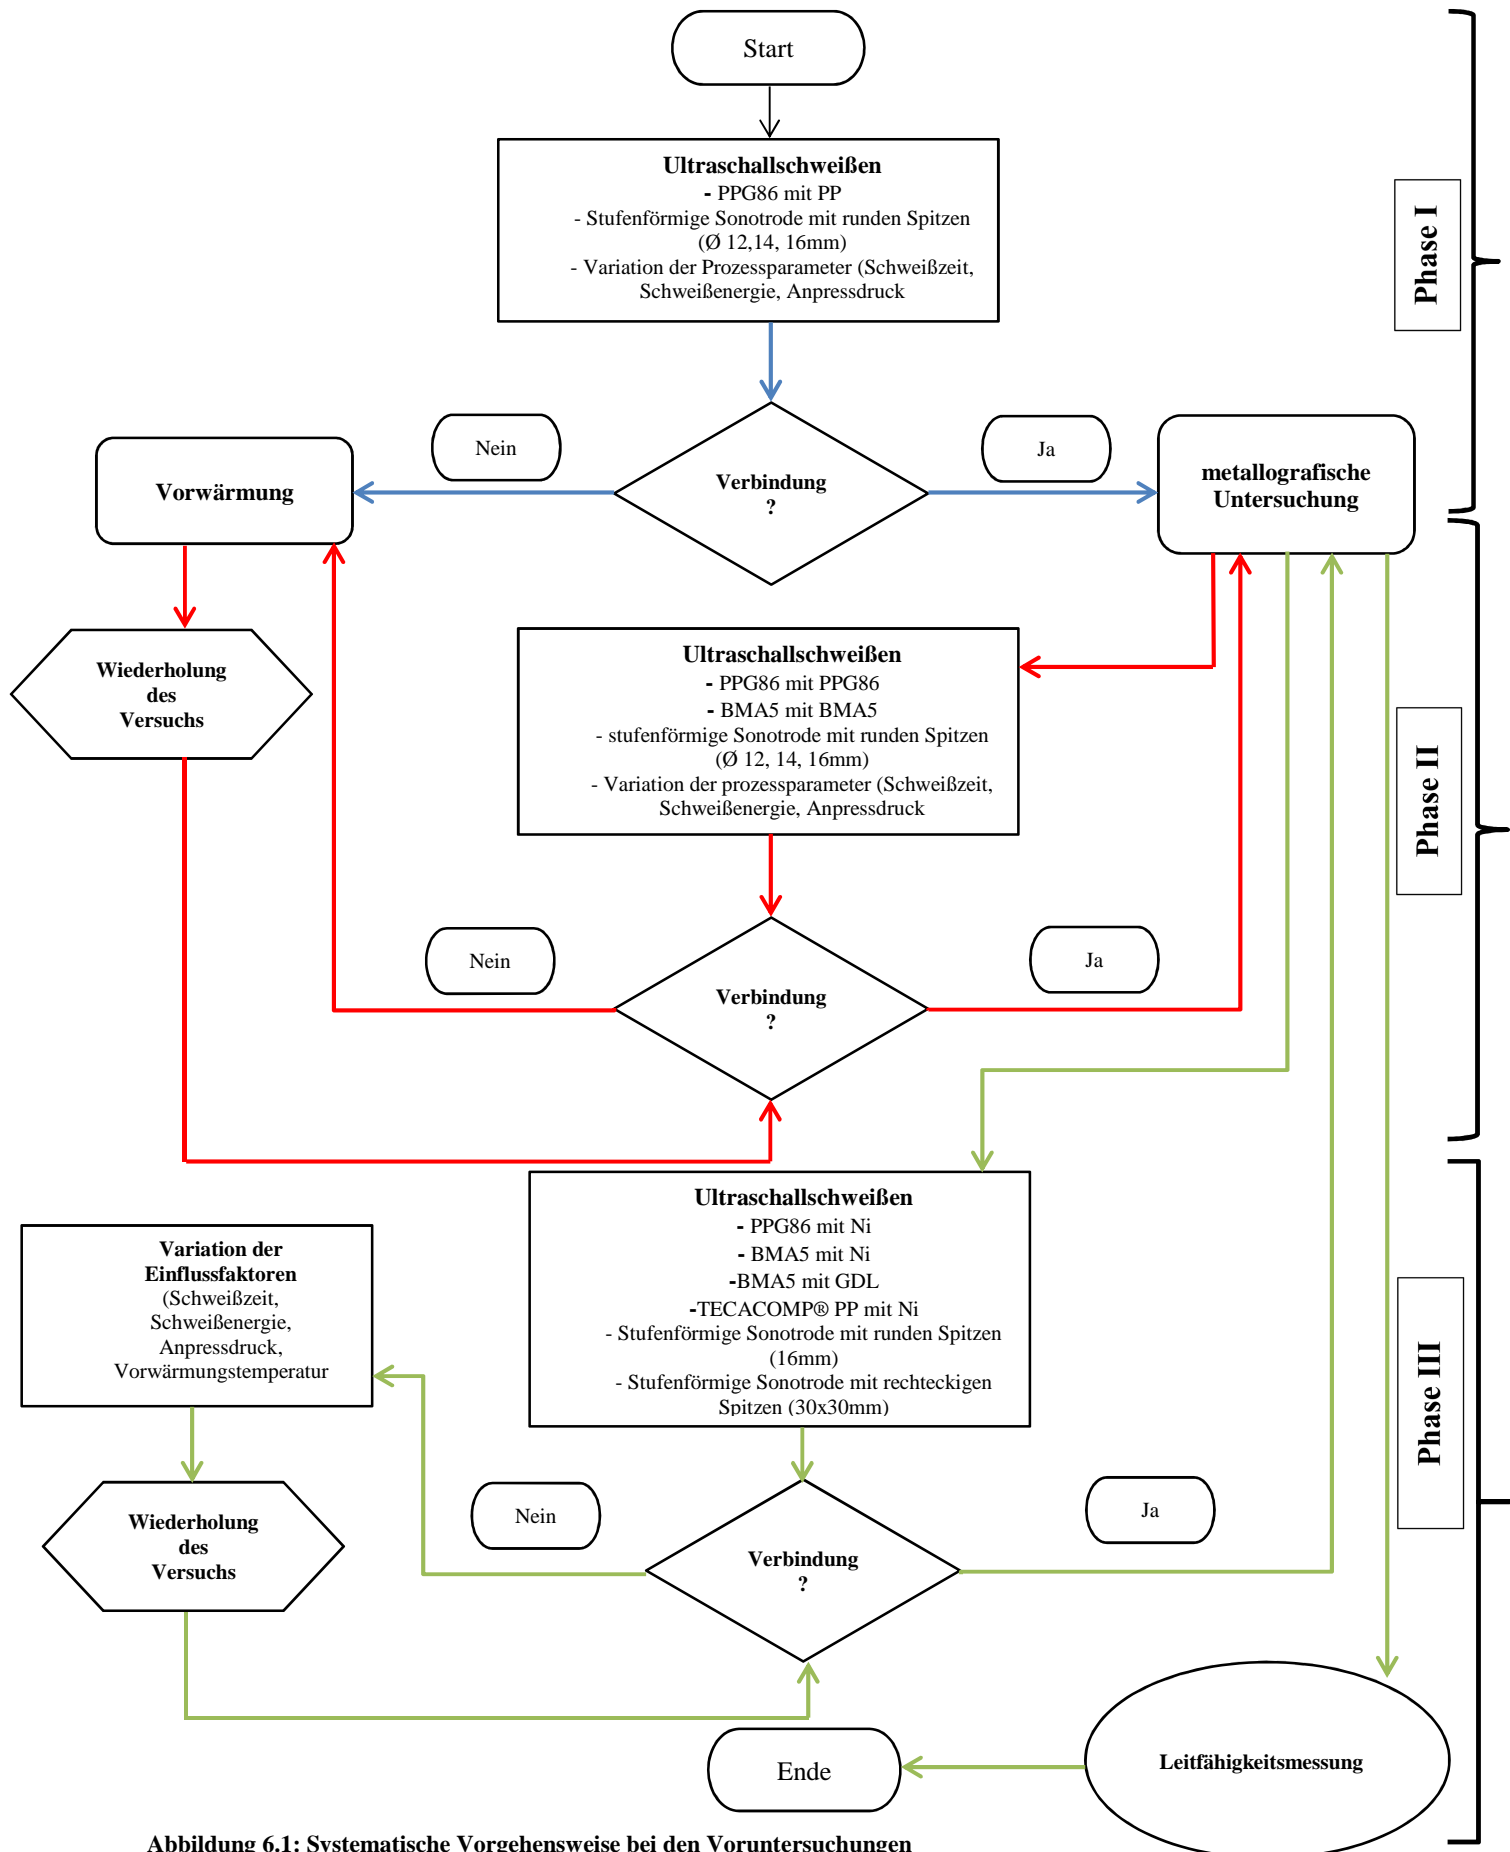 Start
Ultraschallschweißen
- PPG86 mit PP
- Stufenförmige Sonotrode mit runden Spitzen
(Ø 12,14, 16mm)
- Variation der Prozessparameter (Schweißzeit,
Schweißenergie, Anpressdruck
Phase I
Nein
Ja
Vorwärmung
Verbindung
?
metallografische
Untersuchung
Wiederholung
des
Versuchs
Ultraschallschweißen
- PPG86 mit PPG86
- BMA5 mit BMA5
- stufenförmige Sonotrode mit runden Spitzen
(Ø 12, 14, 16mm)
- Variation der prozessparameter (Schweißzeit,
Schweißenergie, Anpressdruck
Phase II
Nein
Ja
Verbindung
?
Ultraschallschweißen
- PPG86 mit Ni
- BMA5 mit Ni
-BMA5 mit GDL
-TECACOMP® PP mit Ni
- Stufenförmige Sonotrode mit runden Spitzen
(16mm)
- Stufenförmige Sonotrode mit rechteckigen
Spitzen (30x30mm)
Variation der
Einflussfaktoren
(Schweißzeit,
Schweißenergie,
Anpressdruck,
Vorwärmungstemperatur
Phase III
Nein
Ja
Wiederholung
des
Versuchs
Verbindung
?
Ende
Leitfähigkeitsmessung
Abbildung 6.1: Systematische Vorgehensweise bei den Voruntersuchungen